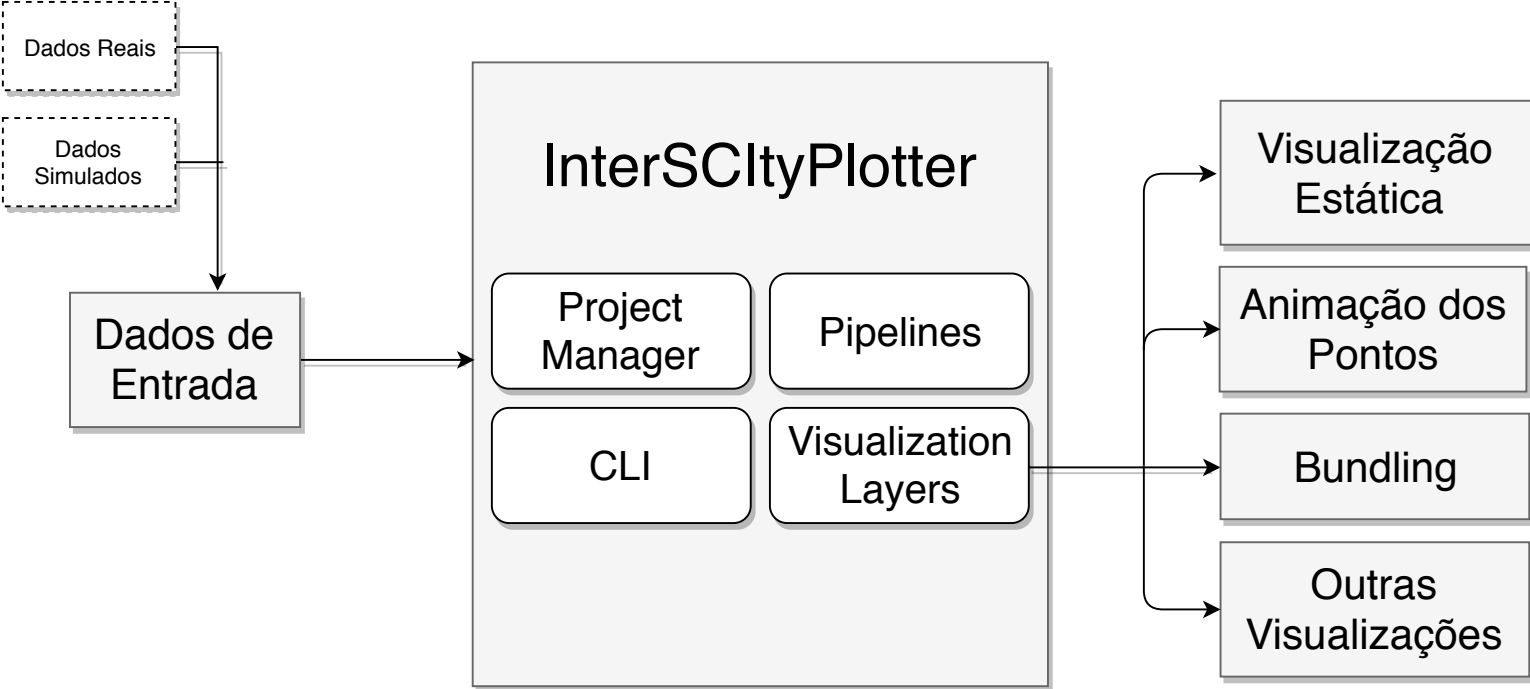 Dados Reais
Dados
Simulados
Dados de
Entrada
InterSCItyPlotter
Project
Manager
Pipelines
CLI
Visualization
Layers
Visualização
Estática
Animação dos
Pontos
Bundling
Outras
Visualizações